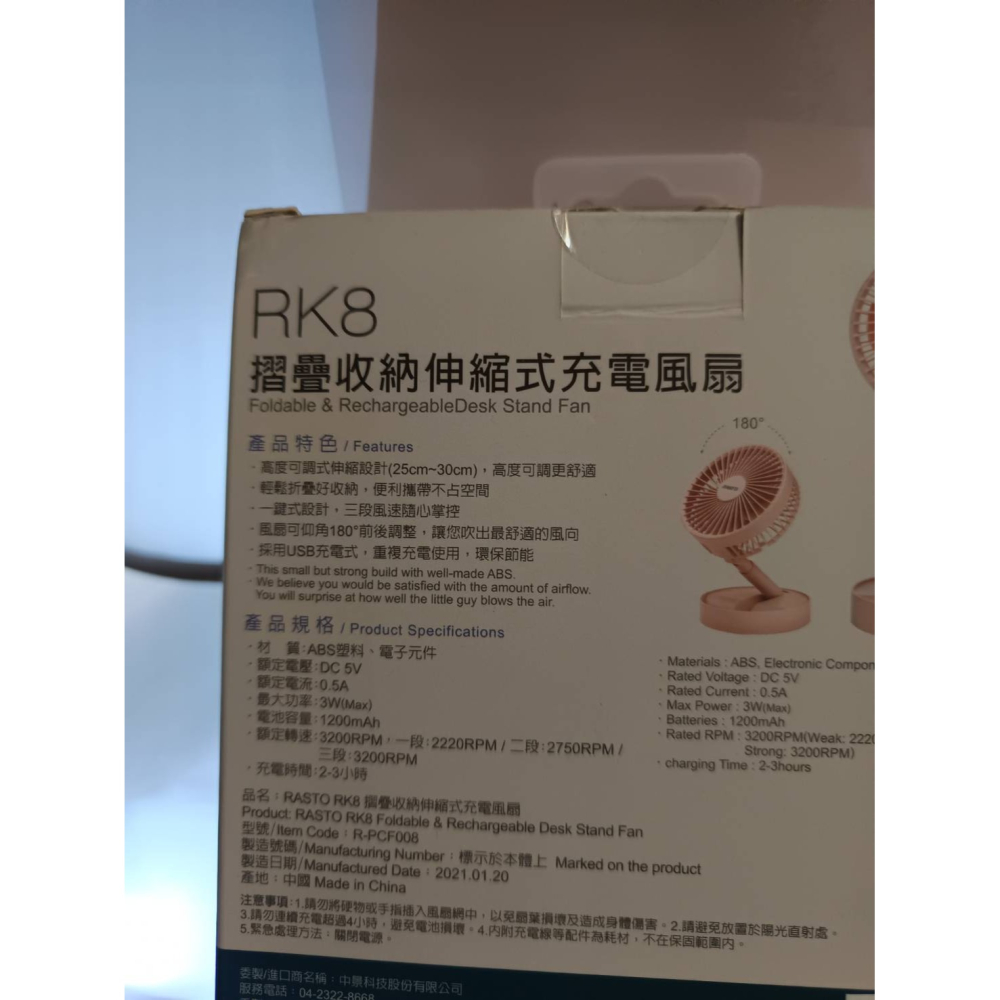 RK8
摺疊收納伸縮式充電風扇
Foldable & RechargeableDesk Stand Fan
180°
產品特色 / Features
·高度可調式伸縮設計(25cm~30cm)，高度可調更舒適
·輕鬆折疊好收納，便利攜帶不占空間
·一鍵式設計，三段風速隨心掌控
·風扇可仰角180°前後調整，讓您吹出最舒適的風向
·採用USB充電式，重複充電使用，環保節能
·This small but strong build with well-made ABS.
·We believe you would be satisfied with the amount of airflow.
You will surprise at how well the little guy blows the air.
產品規格 / Product Specifications
·材　質:ABS塑料、電子元件
·額定電壓:DC 5V
·額定電流:0.5A
·最大功率:3W(Max)
·電池容量:1200mAh
·額定轉速:3200RPM，一段:2220RPM / 二段:2750RPM /
三段:3200RPM
·充電時間:2-3小時
·Materials : ABS, Electronic Compon
·Rated Voltage : DC 5V
·Rated Current : 0.5A
·Max Power : 3W(Max)
·Batteries : 1200mAh
·Rated RPM : 3200RPM(Weak: 222
Strong: 3200RPM)
·charging Time : 2-3hours
品名：RASTO RK8 摺疊收納伸縮式充電風扇
Product: RASTO RK8 Foldable & Rechargeable Desk Stand Fan
型號/Item Code：R-PCF008
製造號碼/Manufacturing Number：標示於本體上 Marked on the product
製造日期/Manufactured Date：2021.01.20
產地：中國 Made in China
注意事項:1.請勿將硬物或手指插入風扇網中，以免扇葉損壞及造成身體傷害。2.請避免放置於陽光直射處。
3.請勿連續充電超過4小時，避免電池損壞。4.內附充電線等配件為耗材，不在保固範圍內。
5.緊急處理方法：關閉電源。
委製/進口商名稱：中景科技股份有限公司
服務電話：04-2322-8668